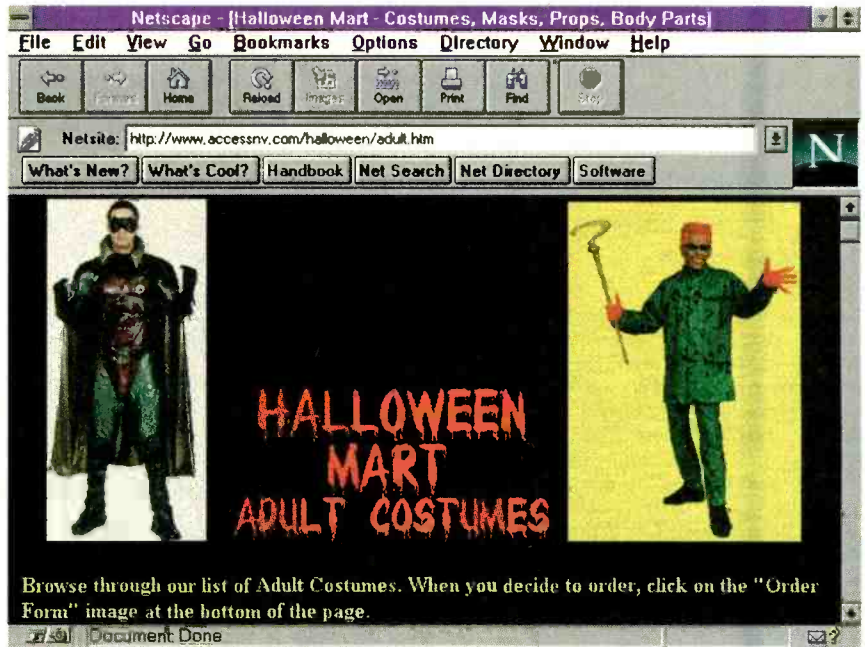 Netscape - [Halloween Mart - Costumes, Masks, Props, Body Parts]
File Edit View Go Bookmarks Options Directory Window Help
Back Forward Home Reload Images Open Print Find Stop
Netsite: http://www.accessnv.com/halloween/adult.htm
N
What's New? What's Cool? Handbook Net Search Net Directory Software
HALLOWEEN
MART
ADULT COSTUMES
Browse through our list of Adult Costumes. When you decide to order, click on the "Order
Form" image at the bottom of the page.
Document: Done
?